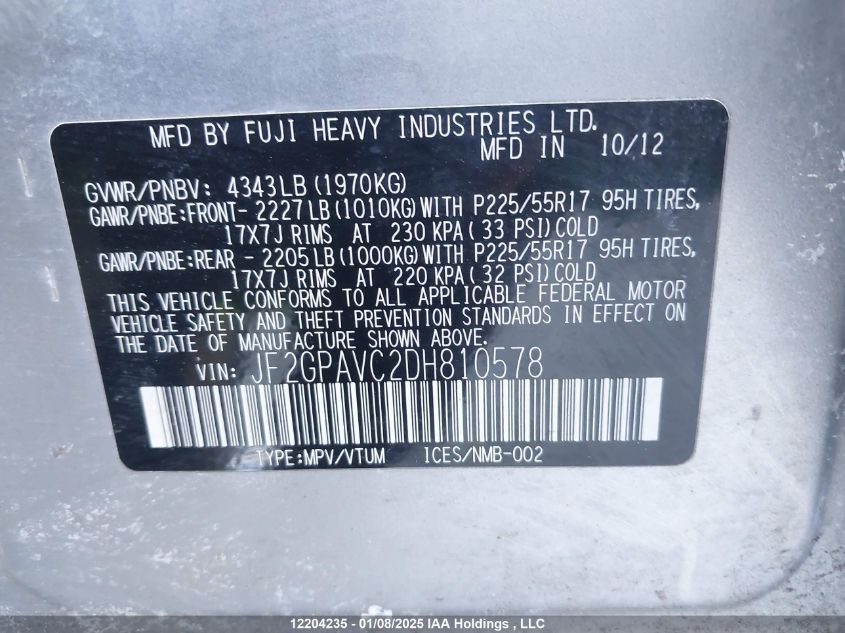 MFD BY FUJI HEAVY INDUSTRIES LTD.
MFD IN 10/12
GVWR/PNBV: 4343LB (1970KG)
GAWR/PNBE:FRONT- 2227LB (1010KG) WITH P225/55R17 95H TIRES,
17X7J RIMS AT 230 KPA ( 33 PSI) COLD
GAWR/PNBE:REAR - 2205LB (1000KG) WITH P225/55R17 95H TIRES,
17X7J RIMS AT 220 KPA ( 32 PSI) COLD
THIS VEHICLE CONFORMS TO ALL APPLICABLE FEDERAL MOTOR
VEHICLE SAFETY AND THEFT PREVENTION STANDARDS IN EFFECT ON
THE DATE OF MANUFACTURE SHOWN ABOVE.
VIN: JF2GPAVC2DH810578
TYPE:MPV/VTUM ICES/NMB-002
12204235 - 01/08/2025 IAA Holdings, LLC